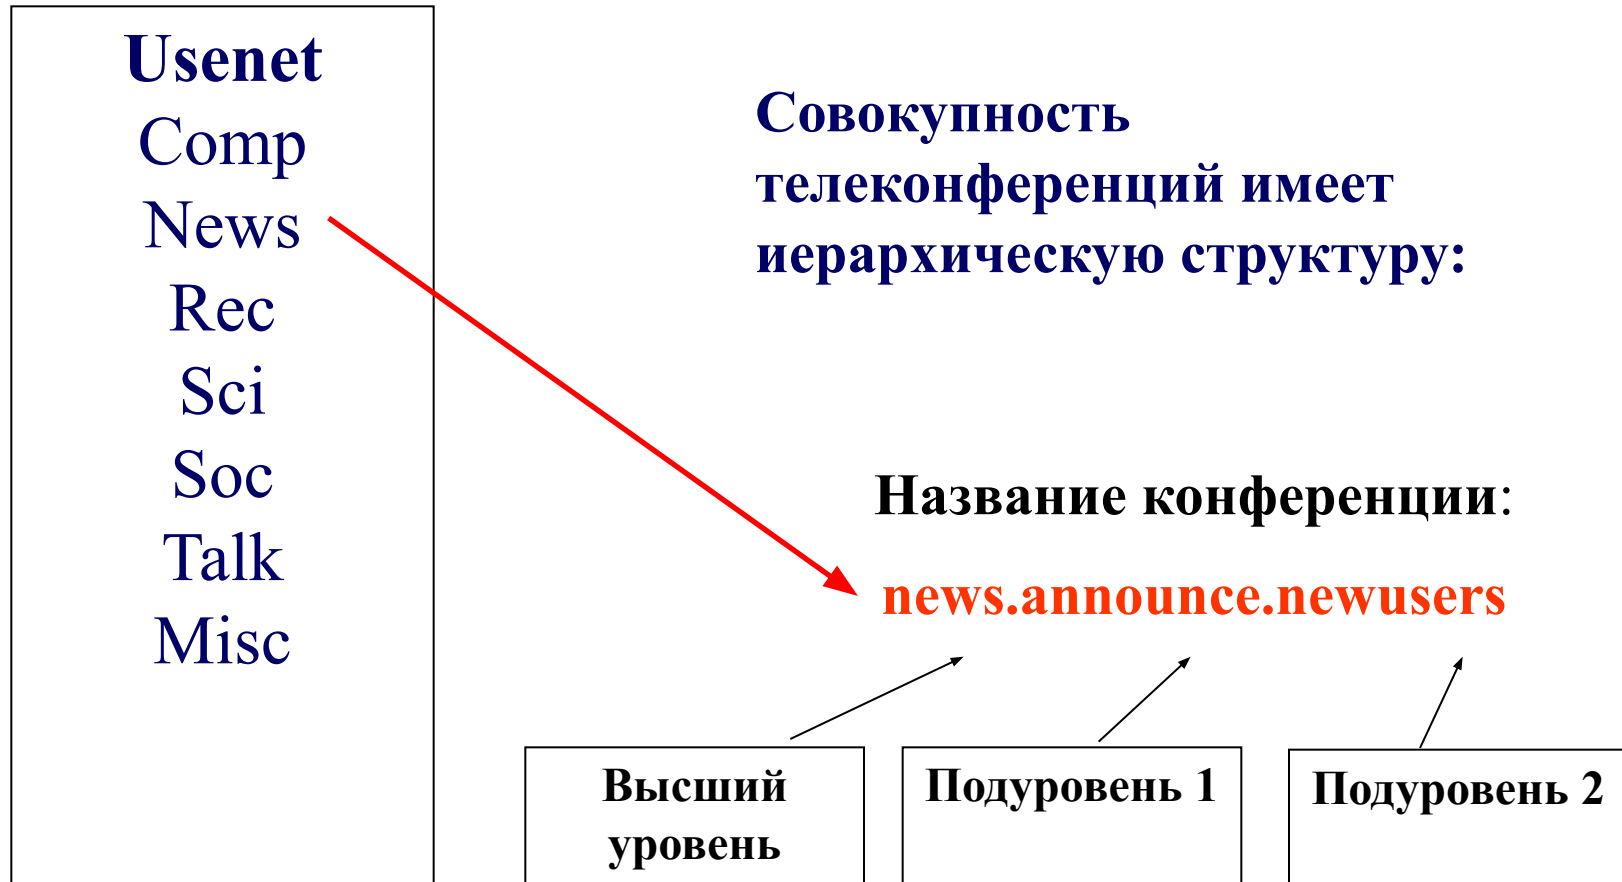 Usenet
Comp
News
Rec
Sci
Soc
Talk
Misc
Совокупность
телеконференций имеет
иерархическую структуру:
Название конференции:
news.announce.newusers
Высший
уровень
Подуровень 1
Подуровень 2